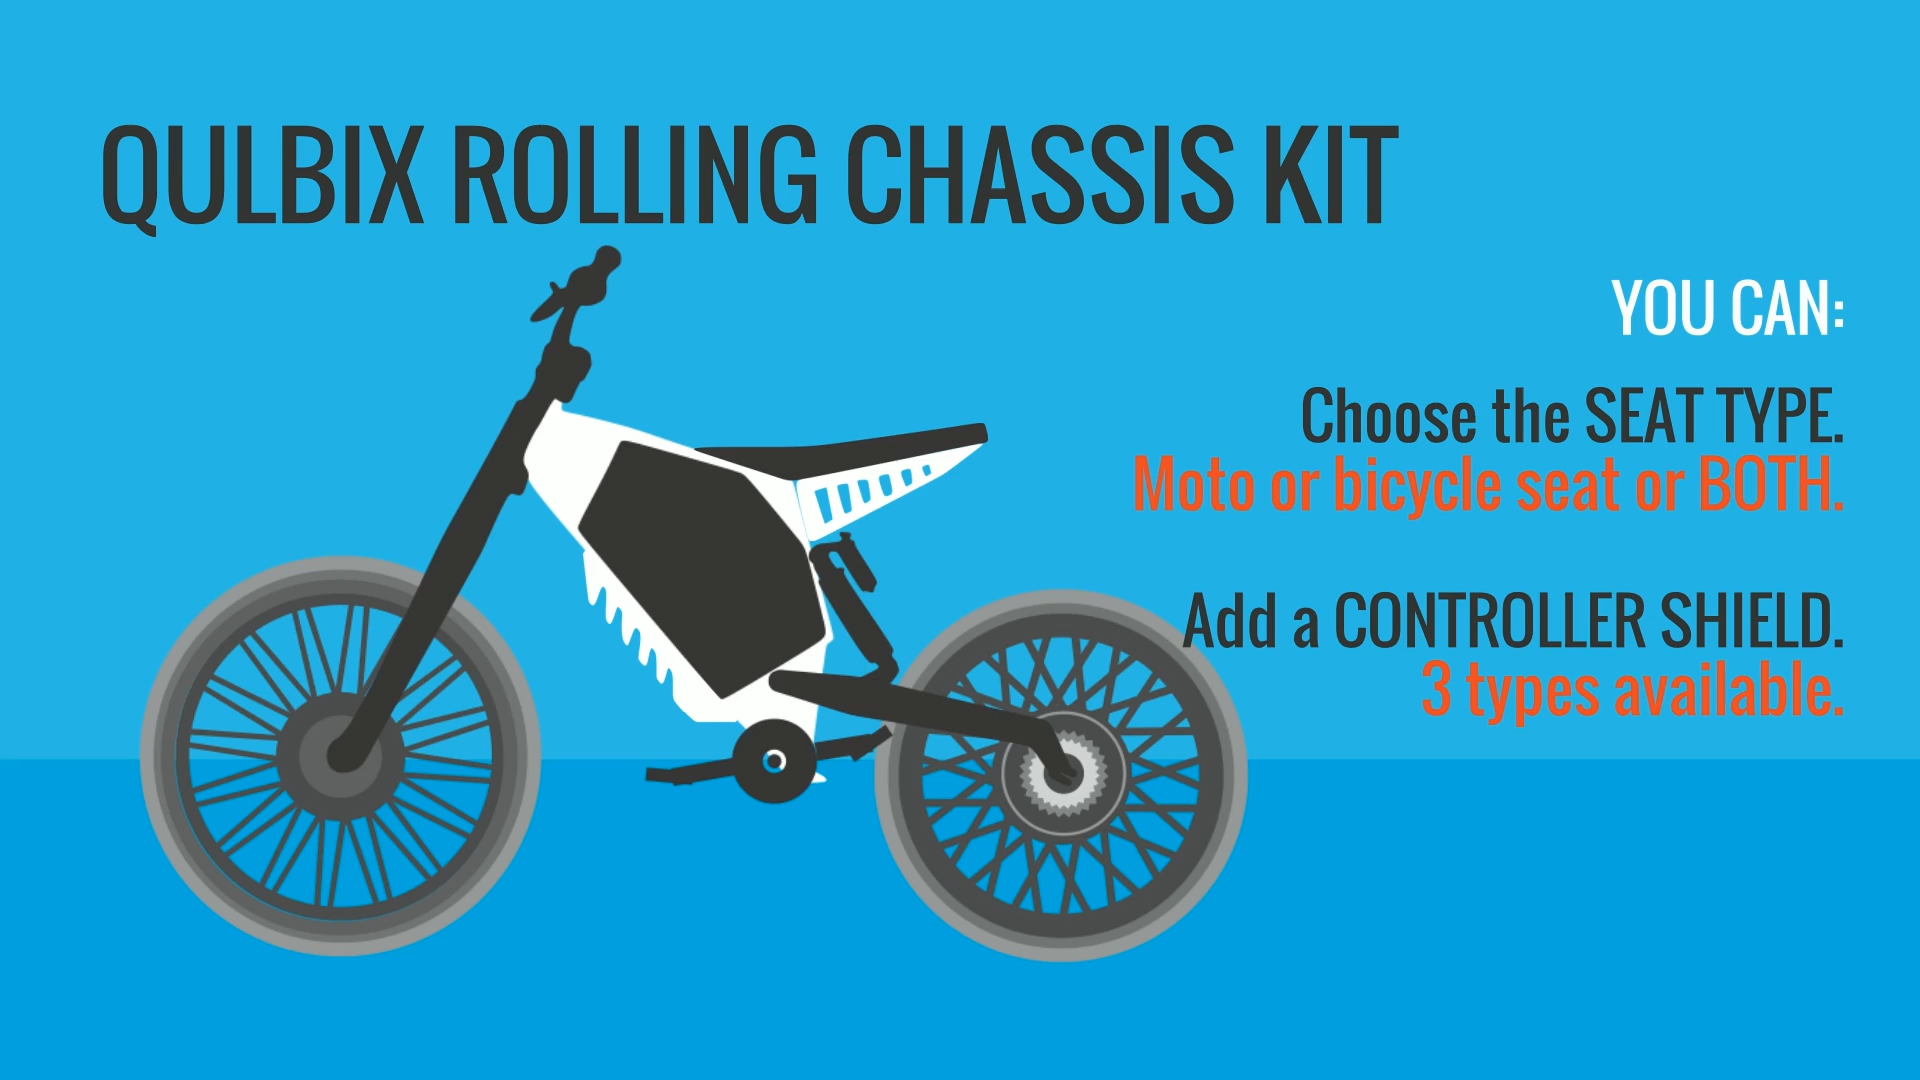 QULBIX ROLLING CHASSIS KIT
YOU CAN:
Choose the SEAT TYPE.
Moto or bicycle seat or BOTH.
Add a CONTROLLER SHIELD.
3 types available.